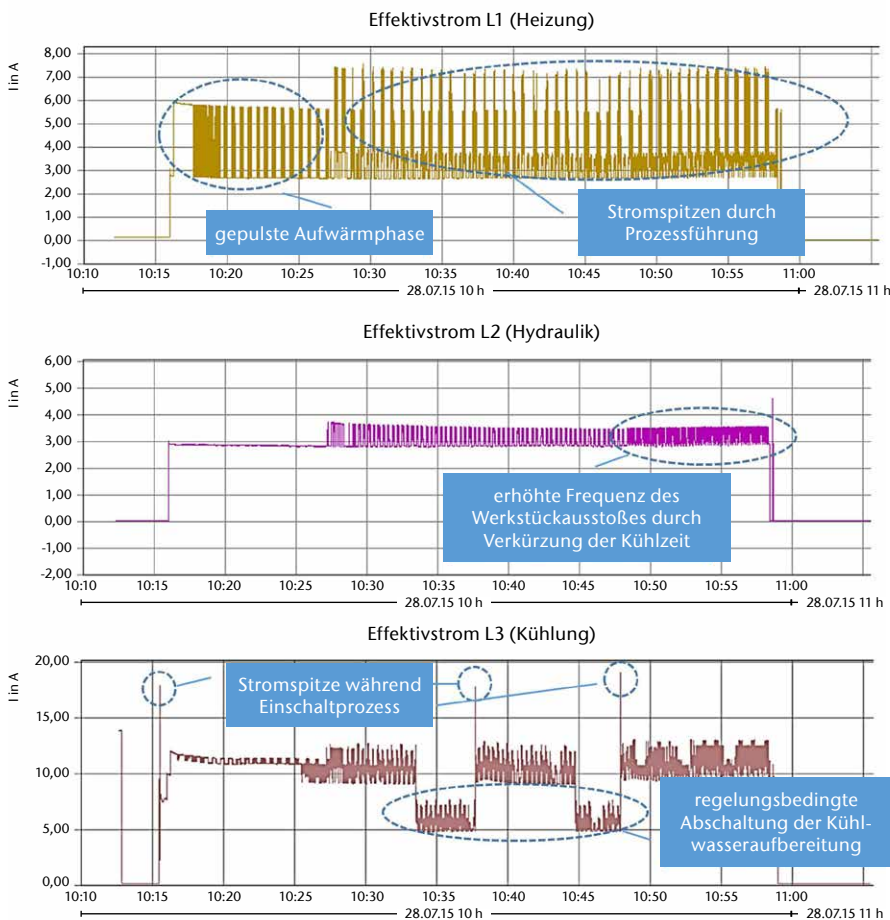 Effektivstrom L1 (Heizung)
I in A
8,00
7,00
6,00
5,00
4,00
3,00
2,00
1,00
0,00
-1,00
gepulste Aufwärmphase
Stromspitzen durch
Prozessführung
10:10 10:15 10:20 10:25 10:30 10:35 10:40 10:45 10:50 10:55 11:00
28.07.15 10 h 28.07.15 11 h
Effektivstrom L2 (Hydraulik)
I in A
6,00
5,00
4,00
3,00
2,00
1,00
0,00
-1,00
-2,00
erhöhte Frequenz des
Werkstückausstoßes durch
Verkürzung der Kühlzeit
10:10 10:15 10:20 10:25 10:30 10:35 10:40 10:45 10:50 10:55 11:00
28.07.15 10 h 28.07.15 11 h
Effektivstrom L3 (Kühlung)
I in A
20,00
15,00
10,00
5,00
0,00
Stromspitze während
Einschaltprozess
regelungsbedingte
Abschaltung der Kühl-
wasseraufbereitung
10:10 10:15 10:20 10:25 10:30 10:35 10:40 10:45 10:50 10:55 11:00
28.07.15 10 h 28.07.15 11 h